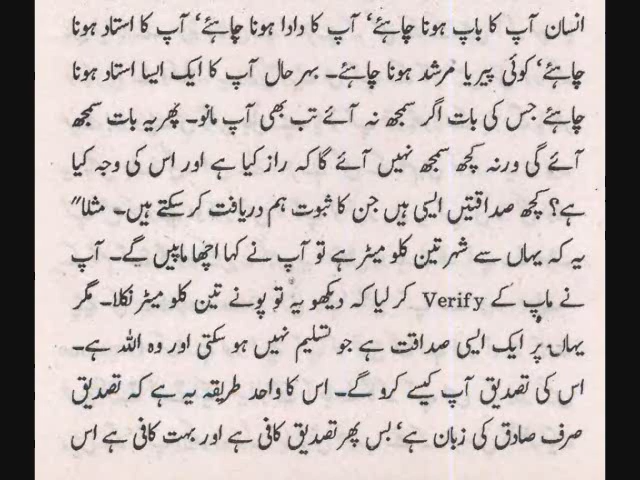 انسان آپ کا باپ ہونا چاہئے‘ آپ کا دادا ہونا چاہئے‘ آپ کا استاد ہونا
چاہئے‘ کوئی پیر یا مرشد ہونا چاہئے۔ بہر حال آپ کا ایک ایسا استاد ہونا
چاہئے جس کی بات اگر سمجھ نہ آئے تب بھی آپ مانو۔ پھر یہ بات سمجھ
آئے گی ورنہ کچھ سمجھ نہیں آئے گا کہ راز کیا ہے اور اس کی وجہ کیا
ہے؟ کچھ صداقتیں ایسی ہیں جن کا ثبوت ہم دریافت کر سکتے ہیں۔ مثلا"
یہ کہ یہاں سے شہر تین کلو میٹر ہے تو آپ نے کہا اچھا ماپیں گے۔ آپ
نے ماپ کے Verify کر لیا کہ دیکھو یہ تو پونے تین کلو میٹر نکلا۔ مگر
یہاں پر ایک ایسی صداقت ہے جو تسلیم نہیں ہو سکتی اور وہ اللہ ہے۔
اس کی تصدیق آپ کیسے کرو گے۔ اس کا واحد طریقہ یہ ہے کہ تصدیق
صرف صادق کی زبان ہے‘ بس پھر تصدیق کافی ہے اور بہت کافی ہے اس